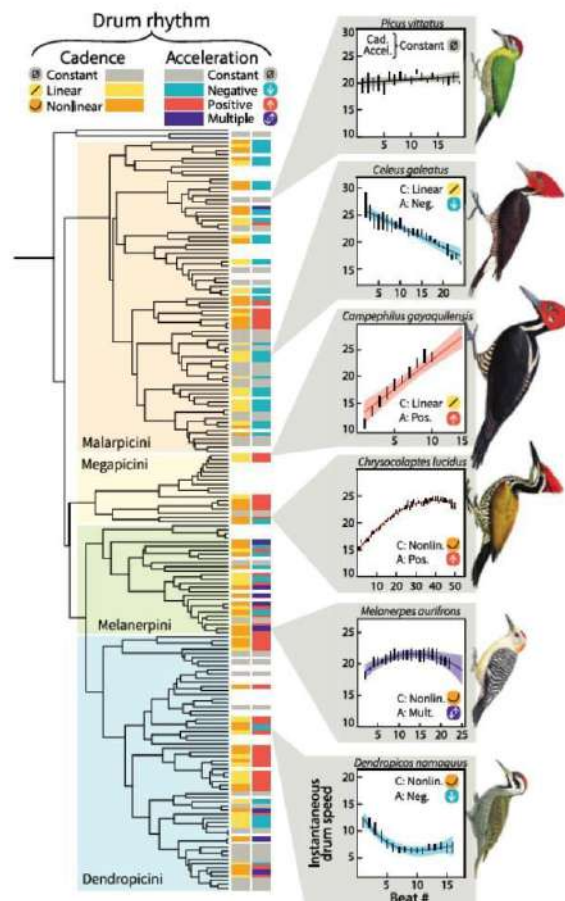 Drum rhythm
Cadence
Acceleration
Constant
Linear
Nonlinear
Constant
Negative
Positive
Multiple
Malarpicini
Megapicini
Melanerpini
Dendropicini
Picus vittatus
Cad.
Accel.
Constant
30
25
20
15
10
5 10 15
Celeus galeatus
C: Linear
A: Neg.
30
25
20
15
5 10 15 20
Campephilus gayaquilensis
25
20
15
10
C: Linear
A: Pos.
0 5 10 15
Chrysocolaptes lucidus
25
20
15
10
C: Nonlin.
A: Pos.
10 20 30 40 50
Melanerpes aurifrons
25
20
15
10
C: Nonlin.
A: Mult.
0 5 10 15 20 25
Dendropicos namaquus
C: Nonlin.
A: Neg.
20
15
10
5
0 5 10 15
Instantaneous
drum speed
Beat #